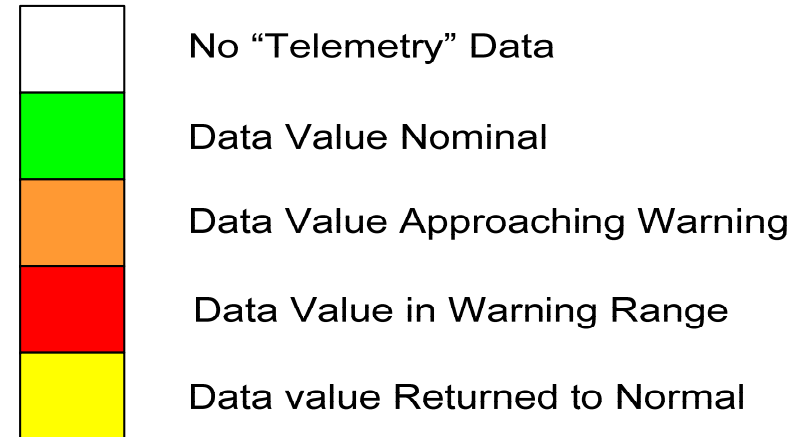 No “Telemetry” Data
Data Value Nominal
Data Value Approaching Warning
Data Value in Warning Range
Data value Returned to Normal